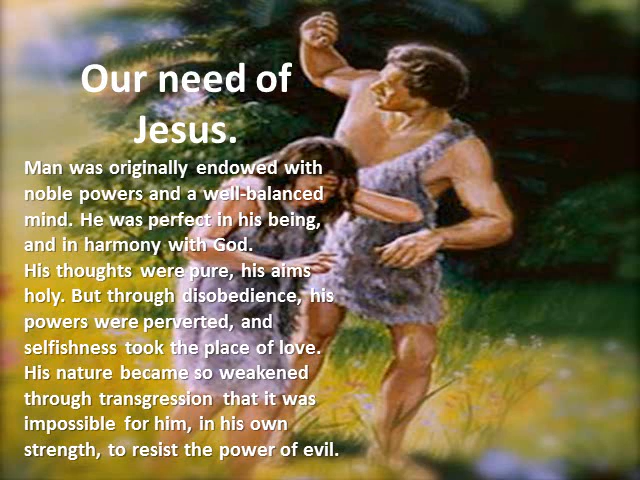 Our need of
Jesus.
Man was originally endowed with
noble powers and a well-balanced
mind. He was perfect in his being,
and in harmony with God.
His thoughts were pure, his aims
holy. But through disobedience, his
powers were perverted, and
selfishness took the place of love.
His nature became so weakened
through transgression that it was
impossible for him, in his own
strength, to resist the power of evil.